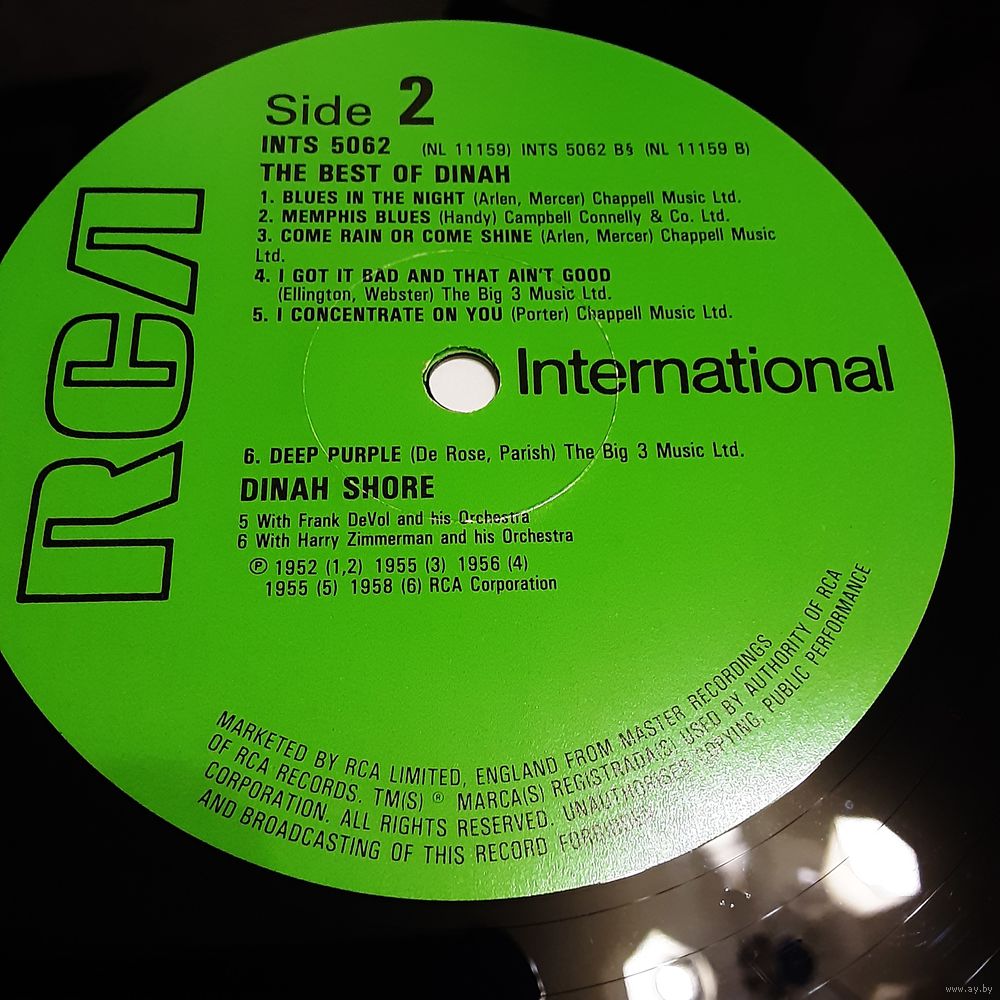 Side 2
INTS 5062 (NL 11159) INTS 5062 B§ (NL 11159 B)
THE BEST OF DINAH
1. BLUES IN THE NIGHT (Arlen, Mercer) Chappell Music Ltd.
2. MEMPHIS BLUES (Handy) Campbell Connelly & Co. Ltd.
3. COME RAIN OR COME SHINE (Arlen, Mercer) Chappell Music
Ltd.
4. I GOT IT BAD AND THAT AIN'T GOOD
(Ellington, Webster) The Big 3 Music Ltd.
5. I CONCENTRATE ON YOU (Porter) Chappell Music Ltd.
RCA
International
6. DEEP PURPLE (De Rose, Parish) The Big 3 Music Ltd.
DINAH SHORE
5 With Frank DeVol and his Orchestra
6 With Harry Zimmerman and his Orchestra
℗ 1952 (1,2) 1955 (3) 1956 (4)
1955 (5) 1958 (6) RCA Corporation
MARKETED BY RCA LIMITED, ENGLAND FROM MASTER RECORDINGS
OF RCA RECORDS. TM(S) ® MARCA(S) REGISTRADA(S) USED BY AUTHORITY OF RCA
CORPORATION. ALL RIGHTS RESERVED. UNAUTHORISED COPYING, PUBLIC PERFORMANCE
AND BROADCASTING OF THIS RECORD FORBIDDEN
www.ay.by